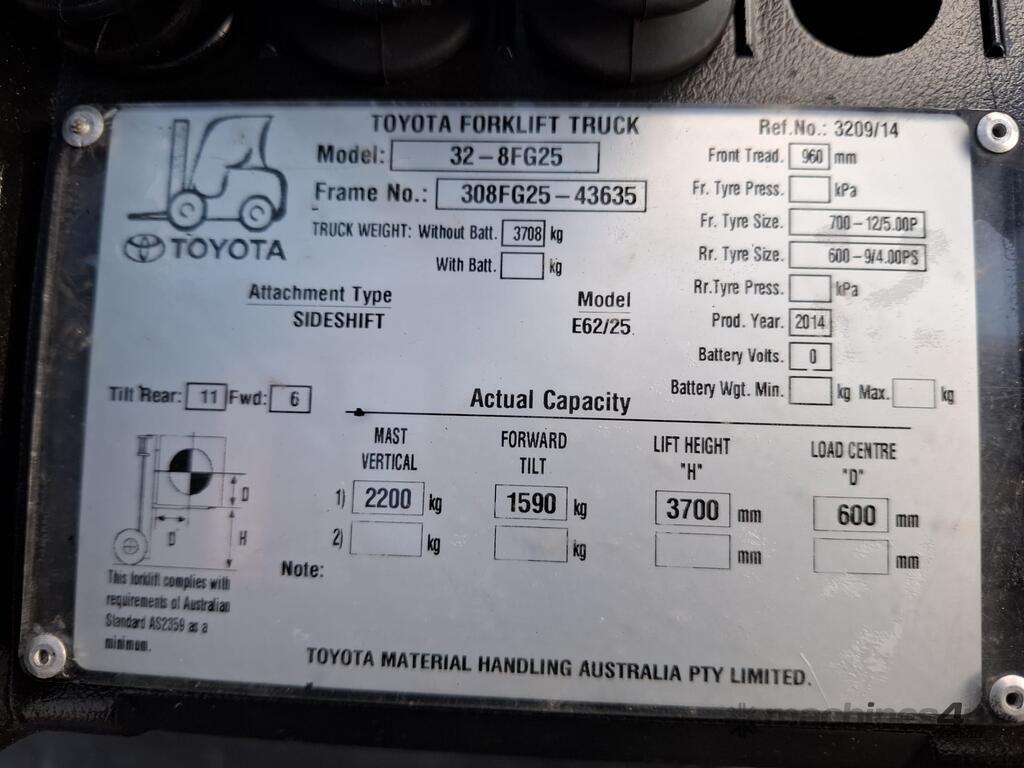 TOYOTA FORKLIFT TRUCK
Ref.No.: 3209/14
Model: 32-8FG25
Frame No.: 308FG25-43635
TRUCK WEIGHT: Without Batt. 3708 kg
With Batt. kg
TOYOTA
Front Tread. 960 mm
Fr. Tyre Press. kPa
Fr. Tyre Size. 700-12/5.00P
Rr. Tyre Size. 600-9/4.00PS
Rr.Tyre Press. kPa
Prod. Year. 2014
Battery Volts. 0
Battery Wgt. Min. kg Max. kg
Attachment Type
SIDESHIFT
Model
E62/25
Tilt Rear: 11 Fwd: 6
Actual Capacity
MAST VERTICAL
FORWARD TILT
LIFT HEIGHT "H"
LOAD CENTRE "D"
1) 2200 kg 1590 kg 3700 mm 600 mm
2) kg kg mm mm
D
D H
Note:
This forklift complies with
requirements of Australian
Standard AS2359 as a
minimum.
TOYOTA MATERIAL HANDLING AUSTRALIA PTY LIMITED.
machines4